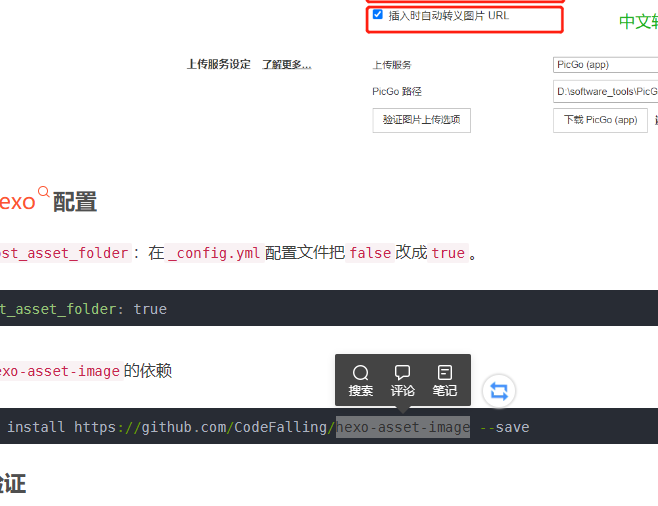 插入时自动转义图片 URL
中文转
上传服务设定 了解更多... 上传服务 PicGo (app)
PicGo 路径 D:\software_tools\PicG
验证图片上传选项 下载 PicGo (app)
exo 配置
ost_asset_folder：在 _config.yml 配置文件把 false 改成 true。
t_asset_folder: true
exo-asset-image 的依赖
搜索 评论 笔记
install https://github.com/CodeFalling/hexo-asset-image --save
验证